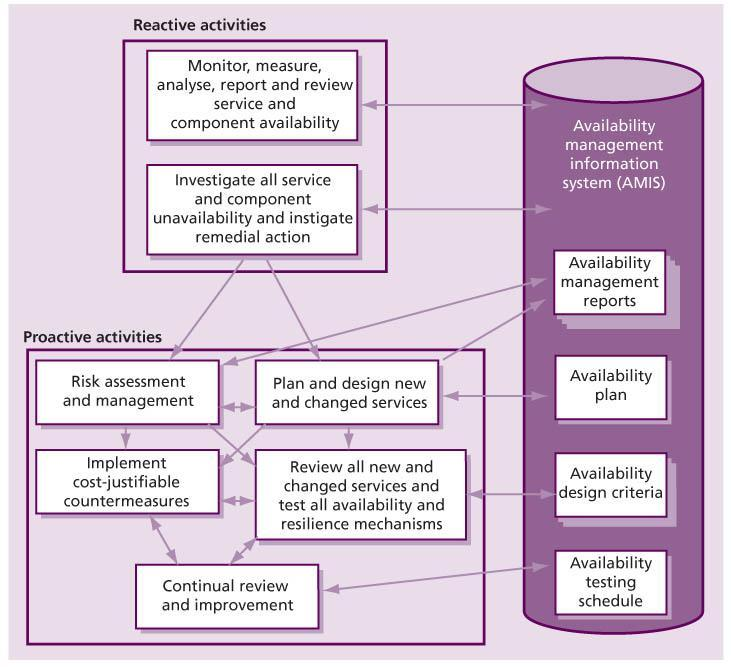 Reactive activities
Monitor, measure,
analyse, report and review
service and
component availability
Investigate all service
and component
unavailability and instigate
remedial action
Proactive activities
Risk assessment
and management
Plan and design new
and changed services
Implement
cost-justifiable
countermeasures
Review all new and
changed services and
test all availability and
resilience mechanisms
Continual review
and improvement
Availability
management
information
system (AMIS)
Availability
management
reports
Availability
plan
Availability
design criteria
Availability
testing
schedule